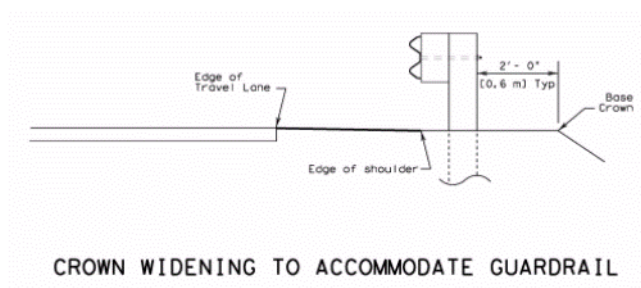 Edge of
Travel Lane
2'- 0"
[0.6 m] Typ
Base
Crown
Edge of shoulder
CROWN WIDENING TO ACCOMMODATE GUARDRAIL